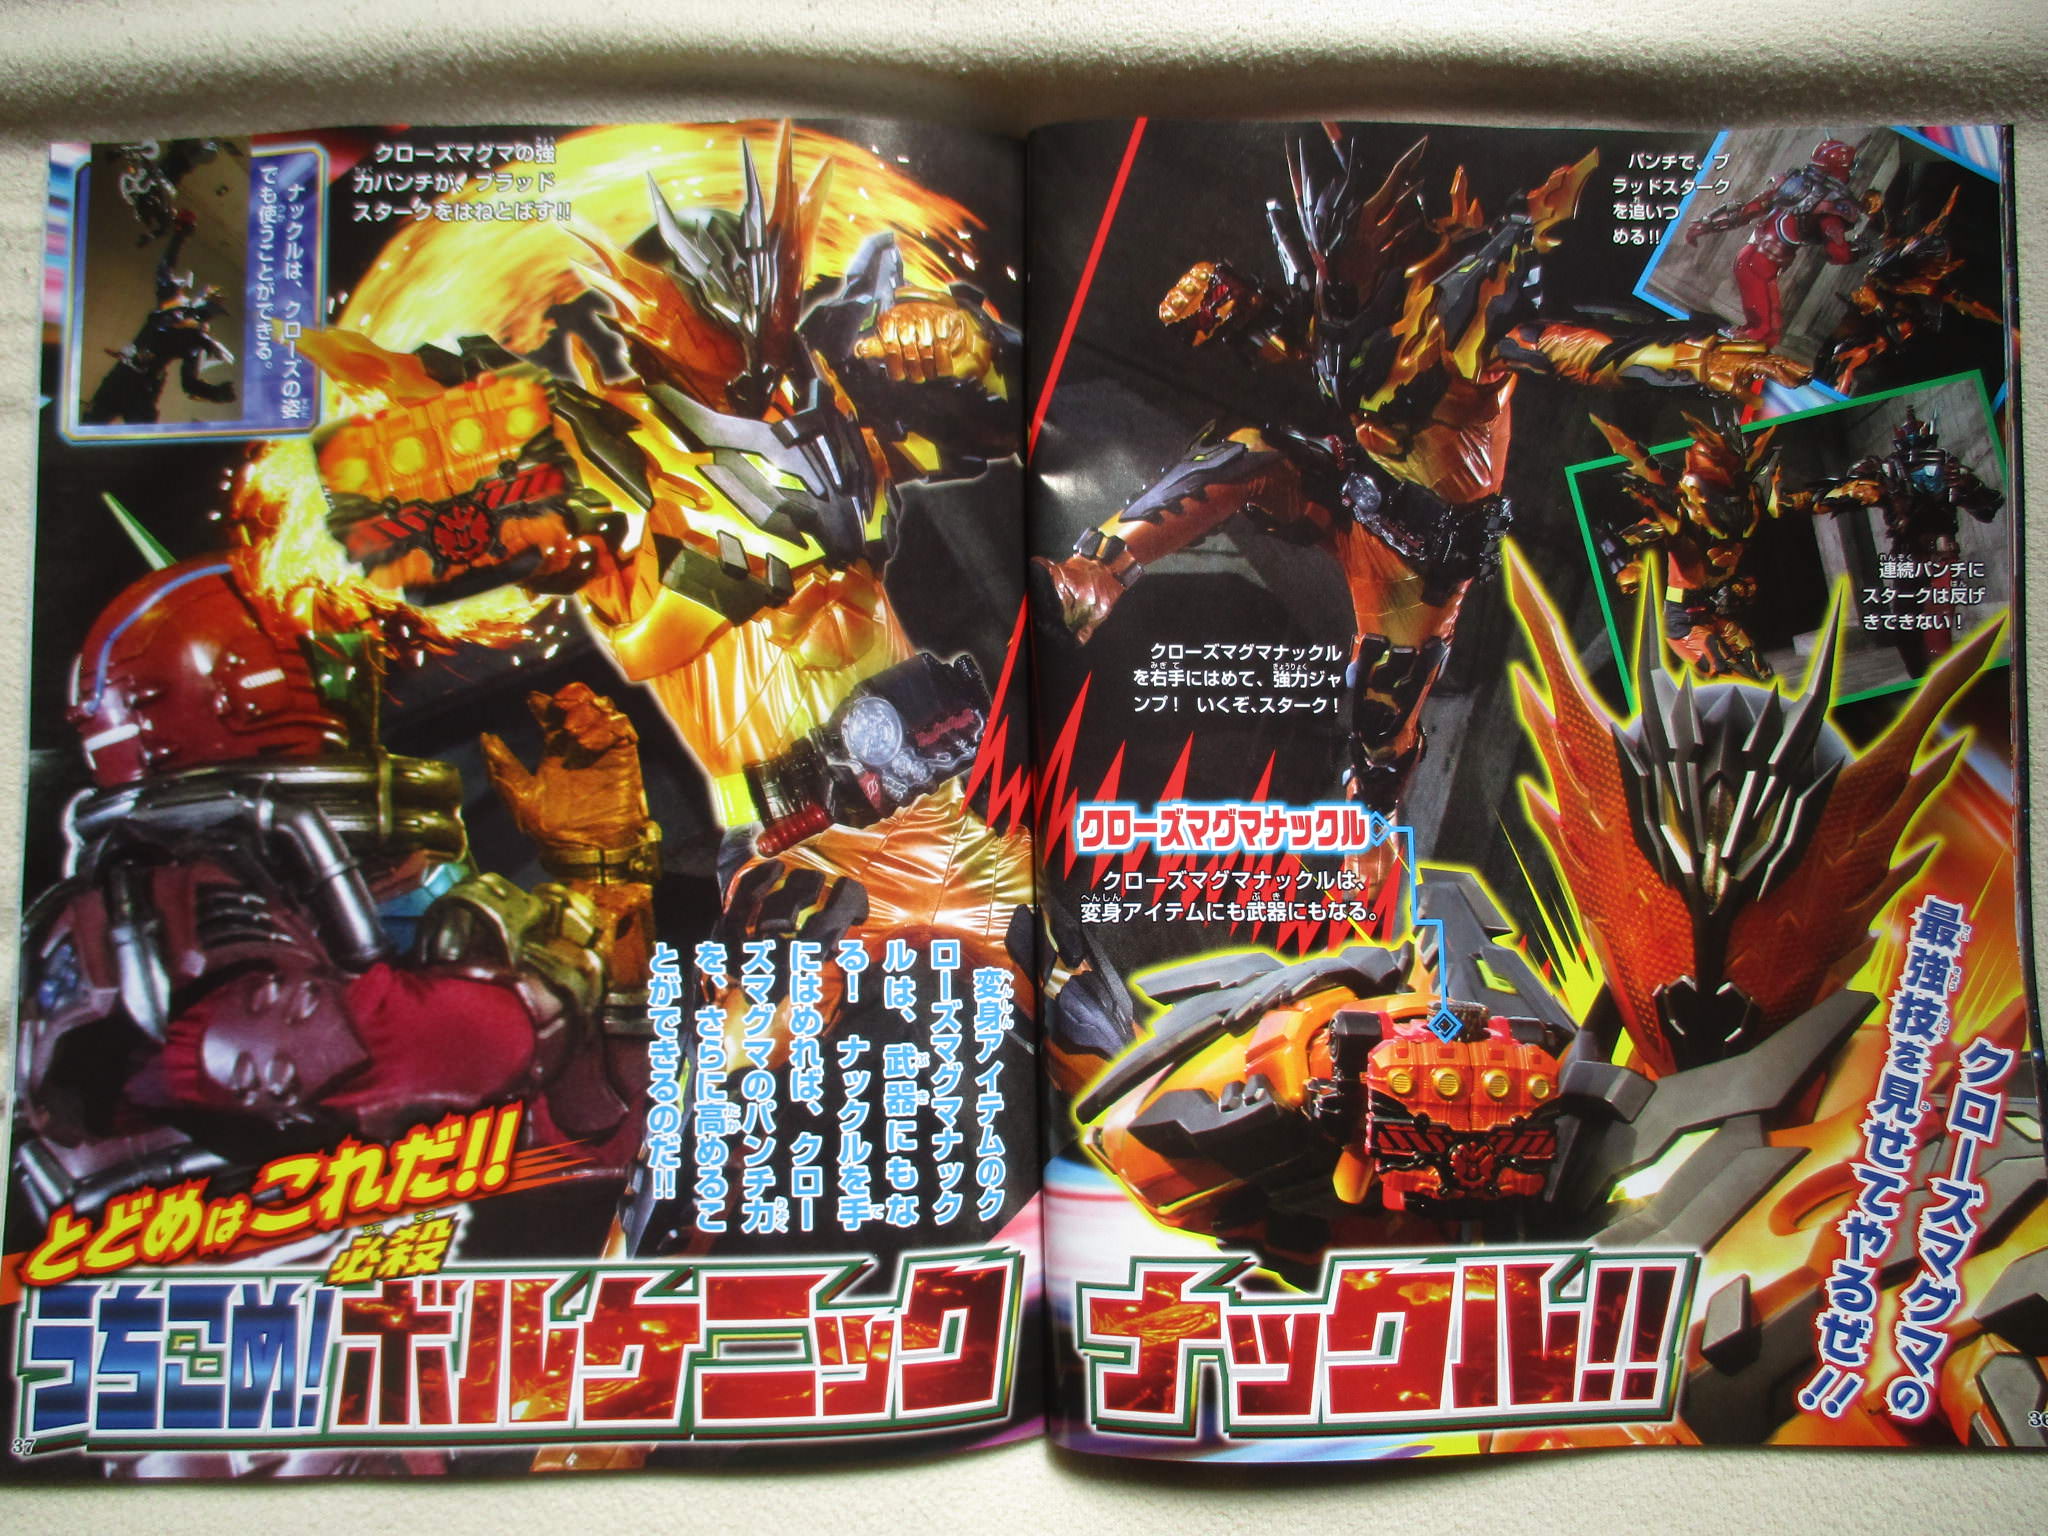 パンチで、ブ
ラッドスターク
を追いつ
める!!
連続パンチに
スタークは反げ
きできない！
クローズマグマナックル
を右手にはめて、強力ジャ
ンプ！ いくぞ、スターク！
クローズマグマナックル
クローズマグマナックルは、
変身アイテムにも武器にもなる。
クローズマグマの
最強技を見せてやるぜ!!
36
クローズマグマの強
力パンチが、ブラッド
スタークをはねとばす!!
ナックルは、クローズの姿
でも使うことができる。
変身アイテムのク
ローズマグマナック
ルは、武器にもな
る！ ナックルを手
にはめれば、クロー
ズマグマのパンチ力
を、さらに高めるこ
とができるのだ!!
とどめはこれだ!!
うちこめ！必殺ボルケニックナックル!!
37